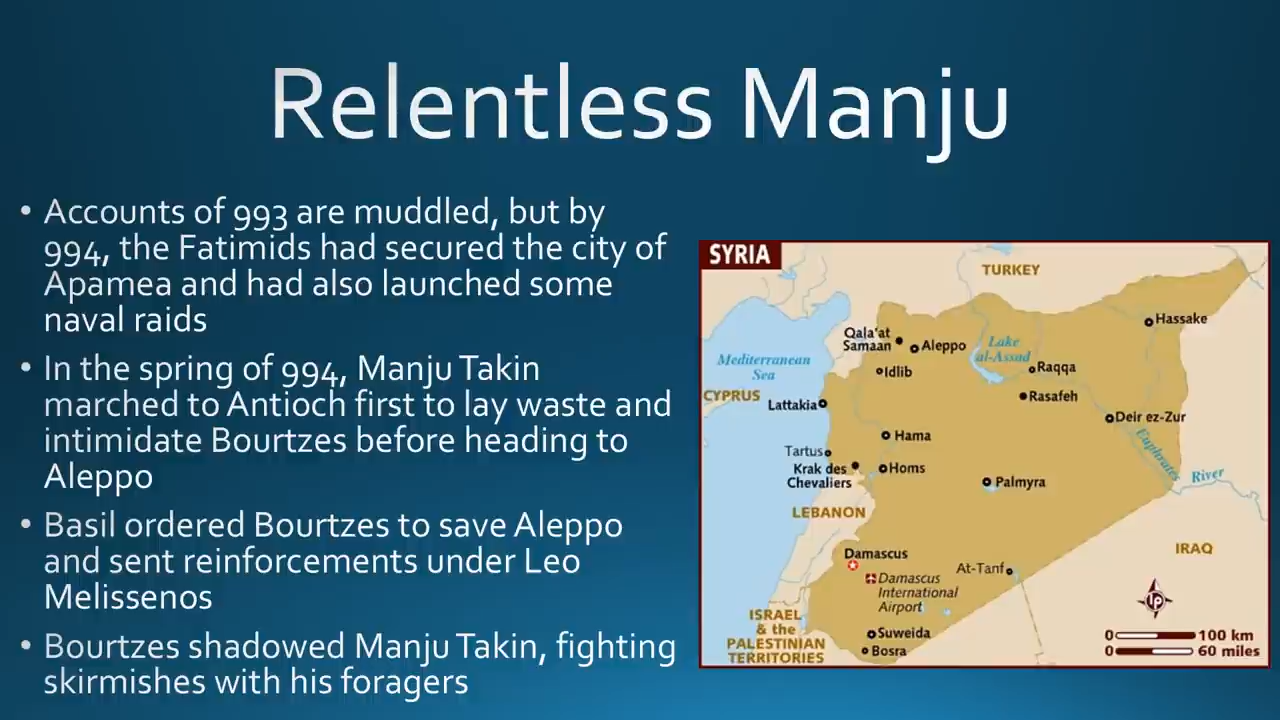 Relentless Manju
• Accounts of 993 are muddled, but by
994, the Fatimids had secured the city of
Apamea and had also launched some
naval raids
• In the spring of 994, Manju Takin
marched to Antioch first to lay waste and
intimidate Bourtzes before heading to
Aleppo
• Basil ordered Bourtzes to save Aleppo
and sent reinforcements under Leo
Melissenos
• Bourtzes shadowed Manju Takin, fighting
skirmishes with his foragers
SYRIA
TURKEY
Hassake
Qala'at
Samaan
Aleppo
Lake
al-Assad
Mediterranean
Sea
Idlib
Raqqa
CYPRUS
Rasafeh
Lattakia
Deir ez-Zur
Hama
Euphrates
Tartus
Krak des
Chevaliers
Homs
River
Palmyra
LEBANON
IRAQ
Damascus
At-Tanf
Damascus
International
Airport
ISRAEL
& the
PALESTINIAN
TERRITORIES
Suweida
Bosra
lp
0 100 km
0 60 miles